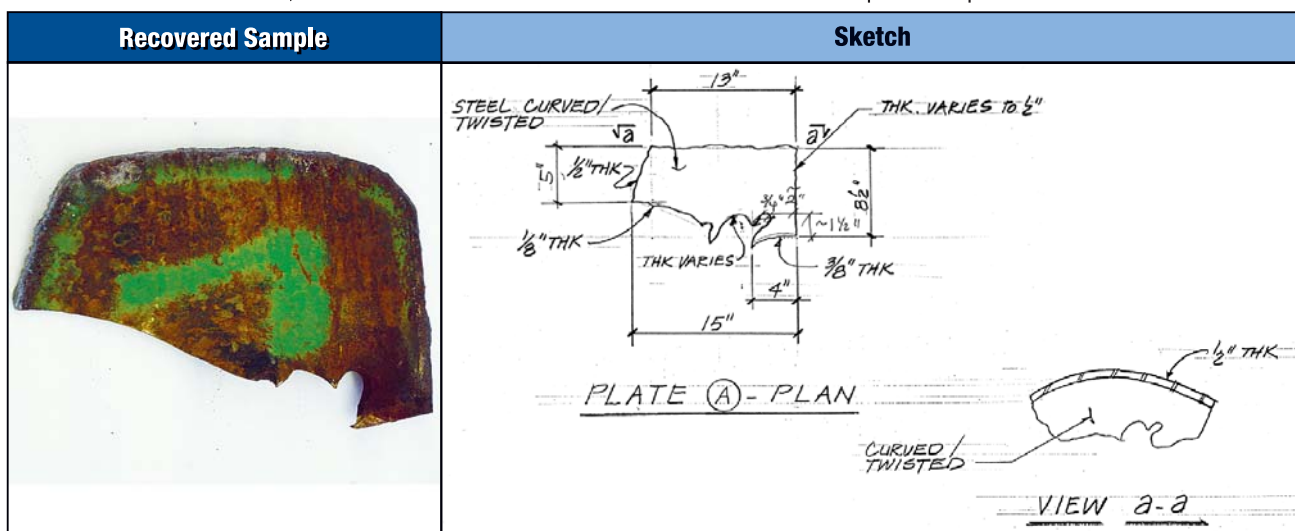 Recovered Sample
Sketch
13"
STEEL CURVED/
TWISTED
THK. VARIES TO ½"
a
a
5"
½" THK
8½"
~1½"
⅛" THK
THK VARIES
⅜" THK
4"
15"
PLATE Ⓐ - PLAN
½" THK
CURVED/
TWISTED
VIEW a-a